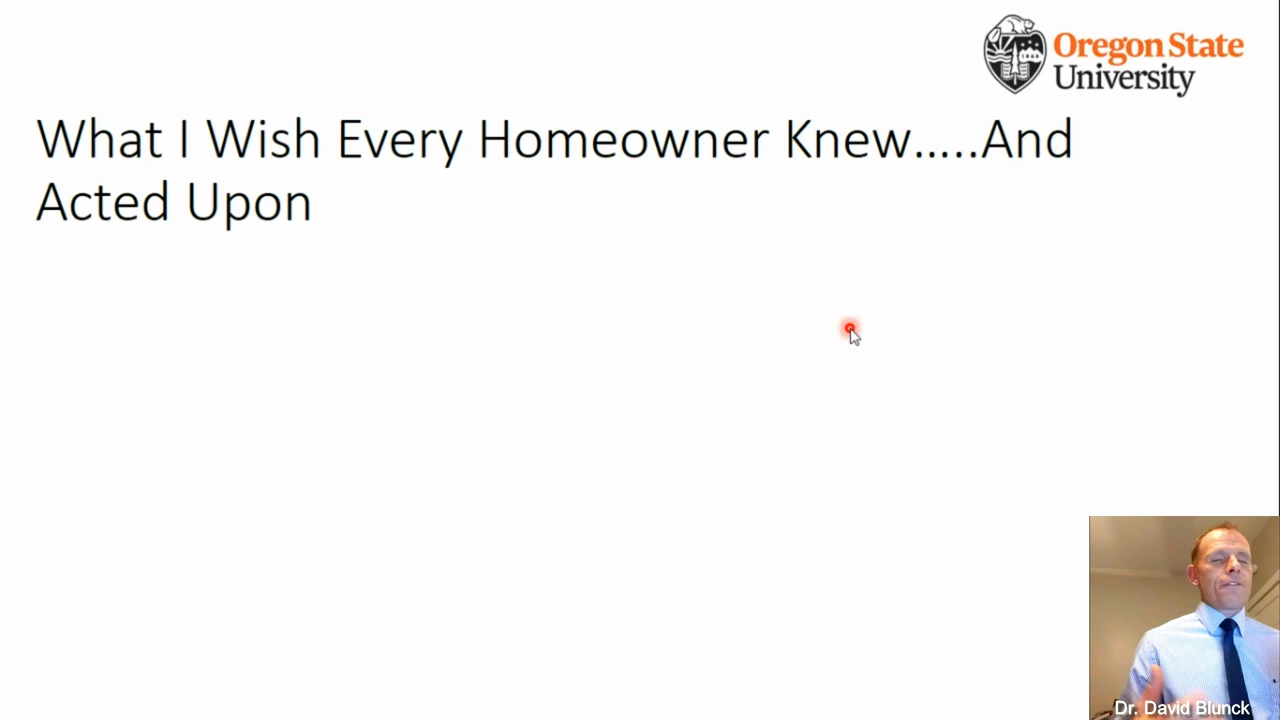 Oregon State
University
What I Wish Every Homeowner Knew.....And
Acted Upon
Dr. David Blunck